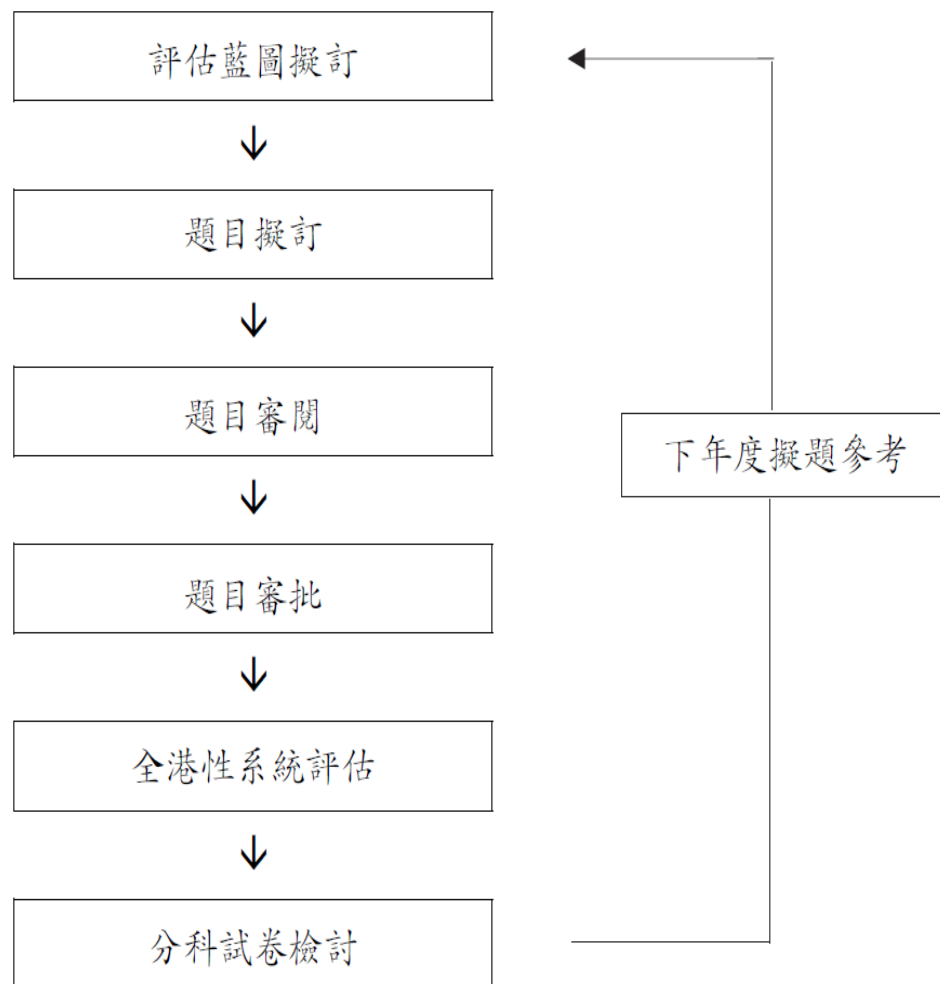 評估藍圖擬訂
題目擬訂
題目審閱
題目審批
全港性系統評估
分科試卷檢討
下年度擬題參考